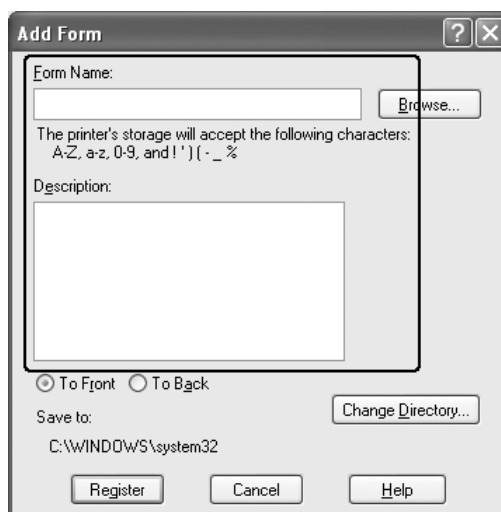 Add Form
Form Name:
Browse...
The printer's storage will accept the following characters:
A-Z, a-z, 0-9, and ! ' ) ( - _ %
Description:
To Front To Back
Save to:
Change Directory...
C:\WINDOWS\system32
Register Cancel Help